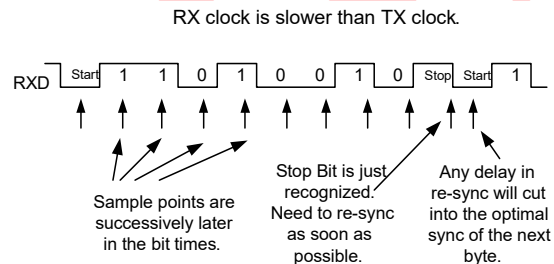 RX clock is slower than TX clock.
RXD Start 1 1 0 1 0 0 1 0 Stop Start 1
Sample points are
successively later
in the bit times.
Stop Bit is just
recognized.
Need to re-sync
as soon as
possible.
Any delay in
re-sync will cut
into the optimal
sync of the next
byte.